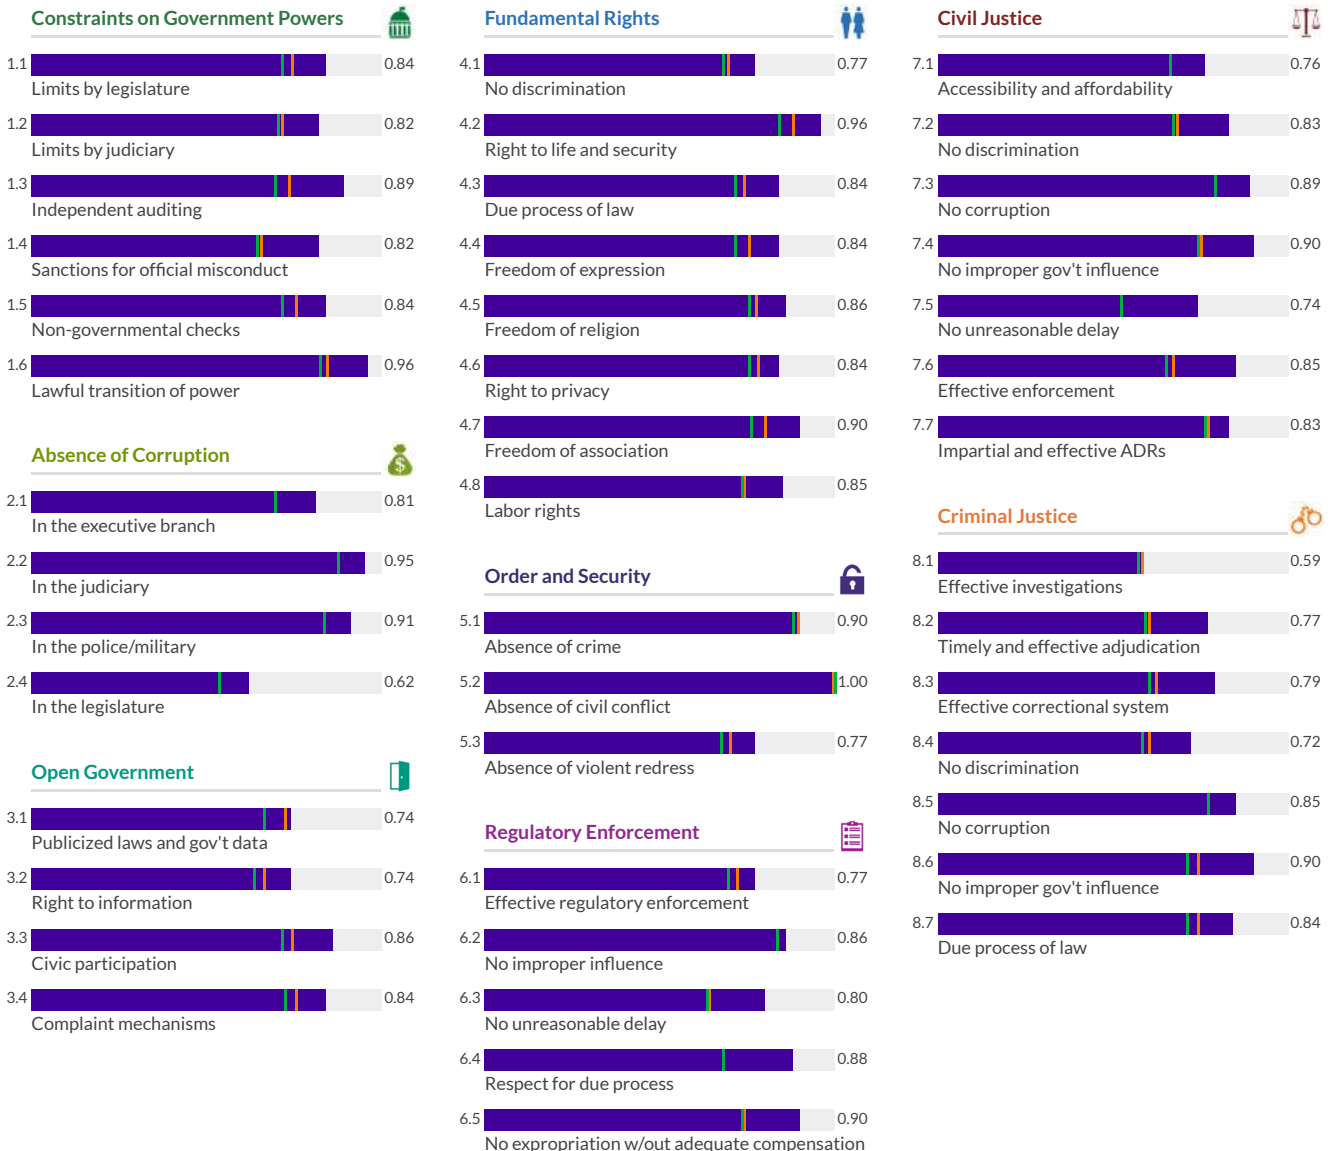 Constraints on Government Powers
1.1 0.84
Limits by legislature
1.2 0.82
Limits by judiciary
1.3 0.89
Independent auditing
1.4 0.82
Sanctions for official misconduct
1.5 0.84
Non-governmental checks
1.6 0.96
Lawful transition of power
Absence of Corruption
$
2.1 0.81
In the executive branch
2.2 0.95
In the judiciary
2.3 0.91
In the police/military
2.4 0.62
In the legislature
Open Government
3.1 0.74
Publicized laws and gov't data
3.2 0.74
Right to information
3.3 0.86
Civic participation
3.4 0.84
Complaint mechanisms
Fundamental Rights
4.1 0.77
No discrimination
4.2 0.96
Right to life and security
4.3 0.84
Due process of law
4.4 0.84
Freedom of expression
4.5 0.86
Freedom of religion
4.6 0.84
Right to privacy
4.7 0.90
Freedom of association
4.8 0.85
Labor rights
Order and Security
5.1 0.90
Absence of crime
5.2 1.00
Absence of civil conflict
5.3 0.77
Absence of violent redress
Regulatory Enforcement
6.1 0.77
Effective regulatory enforcement
6.2 0.86
No improper influence
6.3 0.80
No unreasonable delay
6.4 0.88
Respect for due process
6.5 0.90
No expropriation w/out adequate compensation
Civil Justice
7.1 0.76
Accessibility and affordability
7.2 0.83
No discrimination
7.3 0.89
No corruption
7.4 0.90
No improper gov't influence
7.5 0.74
No unreasonable delay
7.6 0.85
Effective enforcement
7.7 0.83
Impartial and effective ADRs
Criminal Justice
8.1 0.59
Effective investigations
8.2 0.77
Timely and effective adjudication
8.3 0.79
Effective correctional system
8.4 0.72
No discrimination
8.5 0.85
No corruption
8.6 0.90
No improper gov't influence
8.7 0.84
Due process of law